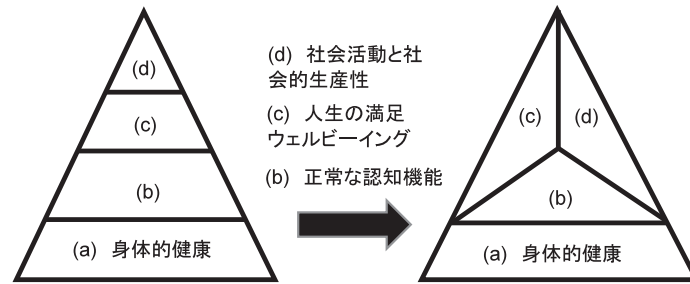 (d)
(c)
(b)
(a) 身体的健康
(d) 社会活動と社
会的生産性
(c) 人生の満足
ウェルビーイング
(b) 正常な認知機能
(c)
(d)
(b)
(a) 身体的健康